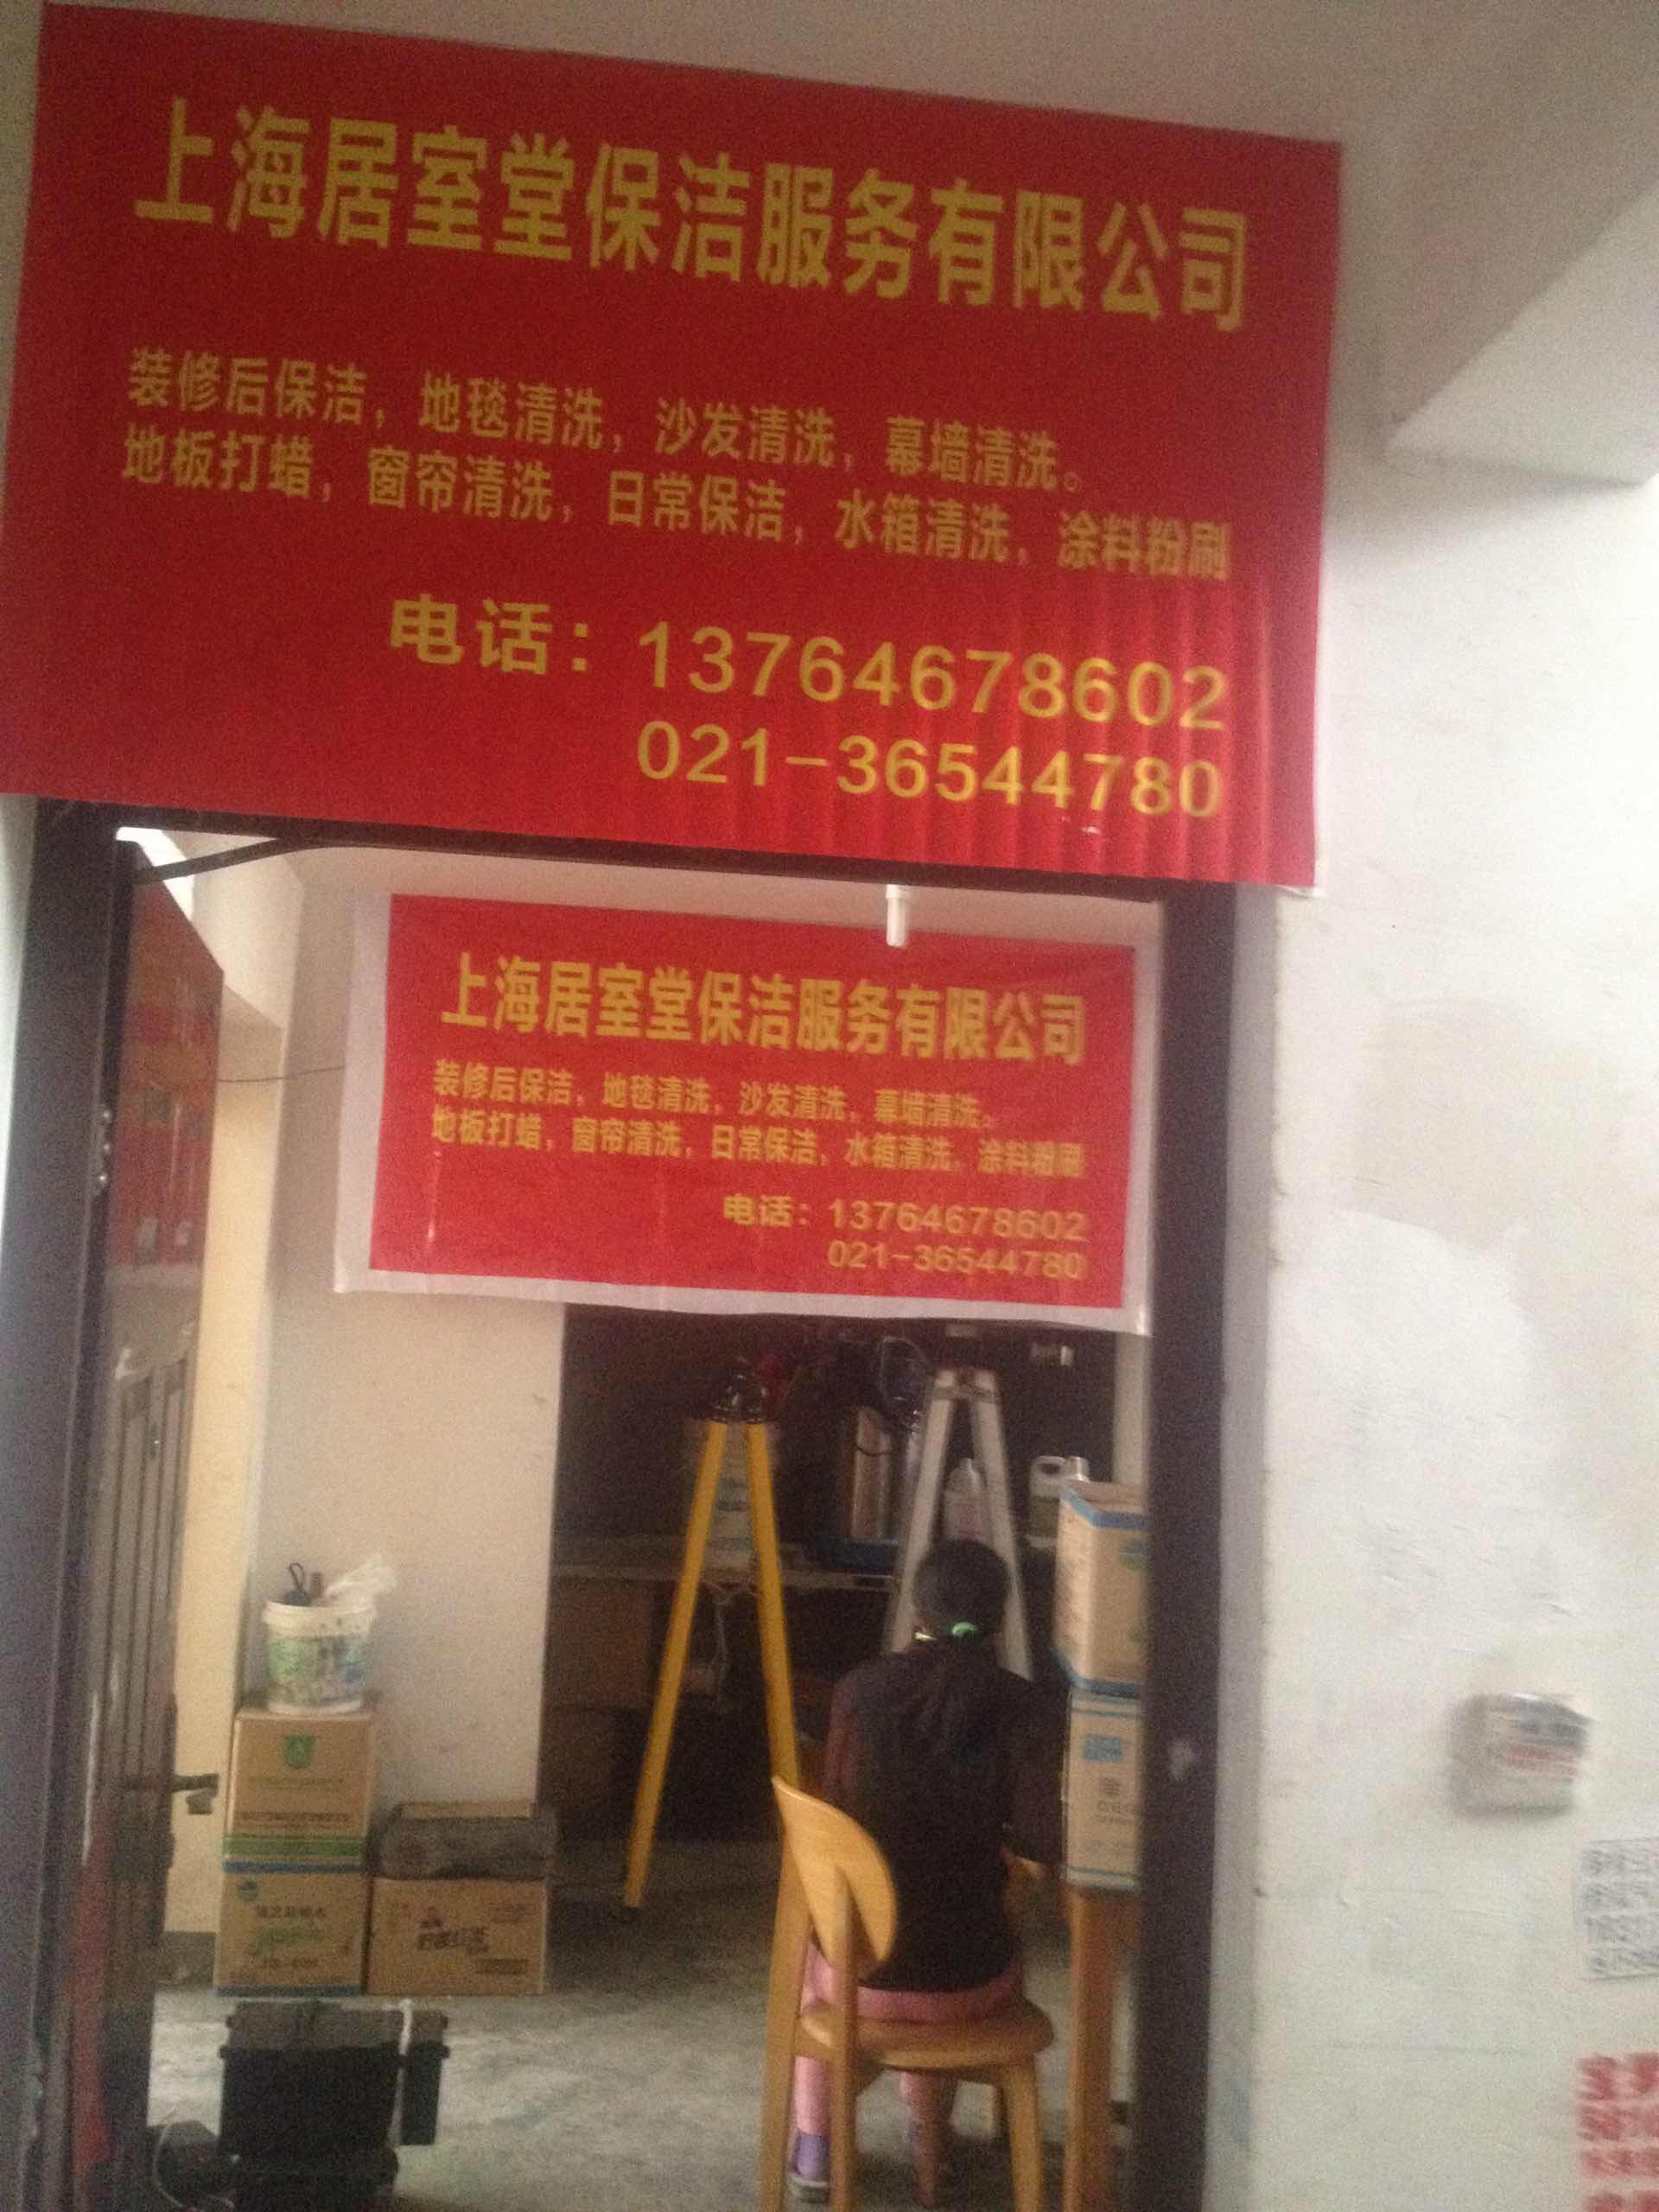 上海居室堂保洁服务有限公司
装修后保洁，地毯清洗，沙发清洗，幕墙清洗。
地板打蜡，窗帘清洗，日常保洁，水箱清洗，涂料粉刷
电话：13764678602
021-36544780
上海居室堂保洁服务有限公司
装修后保洁，地毯清洗，沙发清洗，幕墙清洗。
地板打蜡，窗帘清洗，日常保洁，水箱清洗，涂料粉刷
电话：13764678602
021-36544780